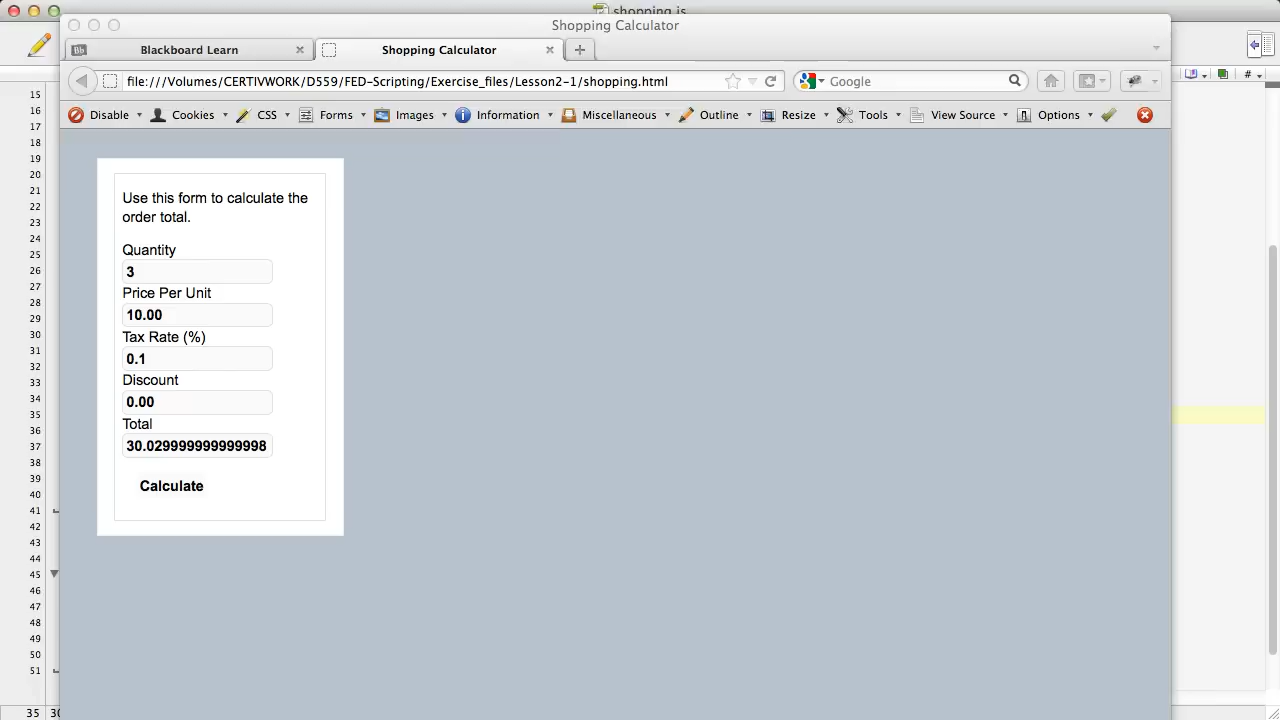 shopping.js
Shopping Calculator
Blackboard Learn
Shopping Calculator
file:///Volumes/CERTIVWORK/D559/FED-Scripting/Exercise_files/Lesson2-1/shopping.html
Google
Disable
Cookies
CSS
Forms
Images
Information
Miscellaneous
Outline
Resize
Tools
View Source
Options
Use this form to calculate the
order total.
Quantity
3
Price Per Unit
10.00
Tax Rate (%)
0.1
Discount
0.00
Total
30.029999999999998
Calculate
15
16
17
18
19
20
21
22
23
24
25
26
27
28
29
30
31
32
33
34
35
36
37
38
39
40
41
42
43
44
45
46
47
48
49
50
51
35